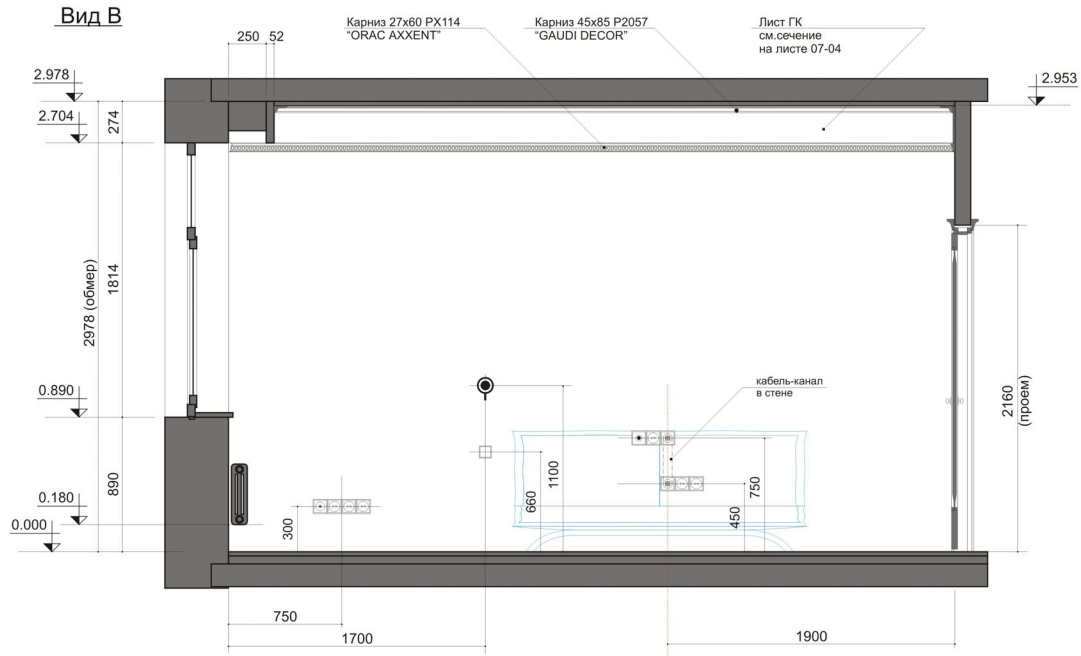 Вид В
Карниз 27х60 PX114
"ORAC AXXENT"
Карниз 45х85 P2057
"GAUDI DECOR"
Лист ГК
см.сечение
на листе 07-04
250
52
2.978
2.953
2.704
274
1814
2978 (обмер)
0.890
кабель-канал
в стене
2160
(проем)
890
0.180
0.000
300
660
1100
450
750
750
1700
1900